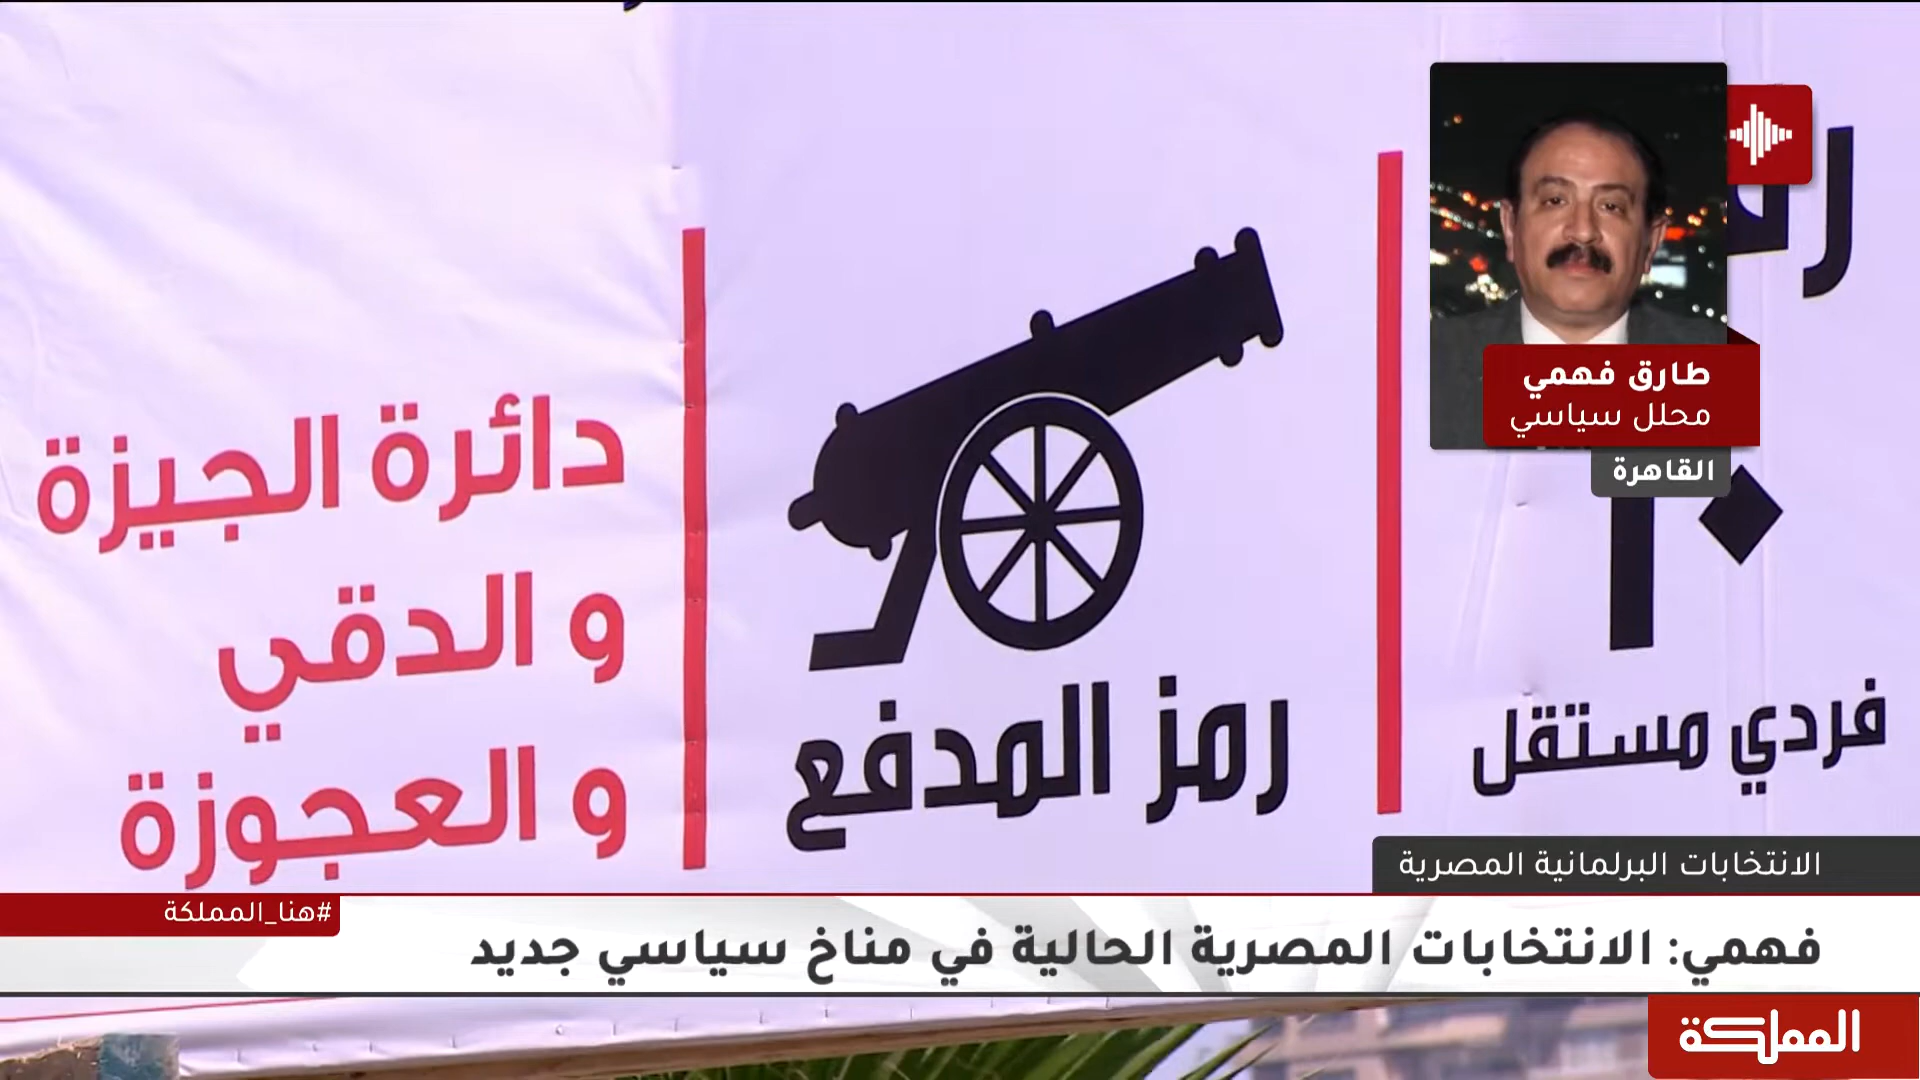 طارق فهمي
محلل سياسي
القاهرة
١٠
فردي مستقل
رمز المدفع
دائرة الجيزة
و الدقي
و العجوزة
الانتخابات البرلمانية المصرية
#هنا_المملكة
فهمي: الانتخابات المصرية الحالية في مناخ سياسي جديد
المملكة